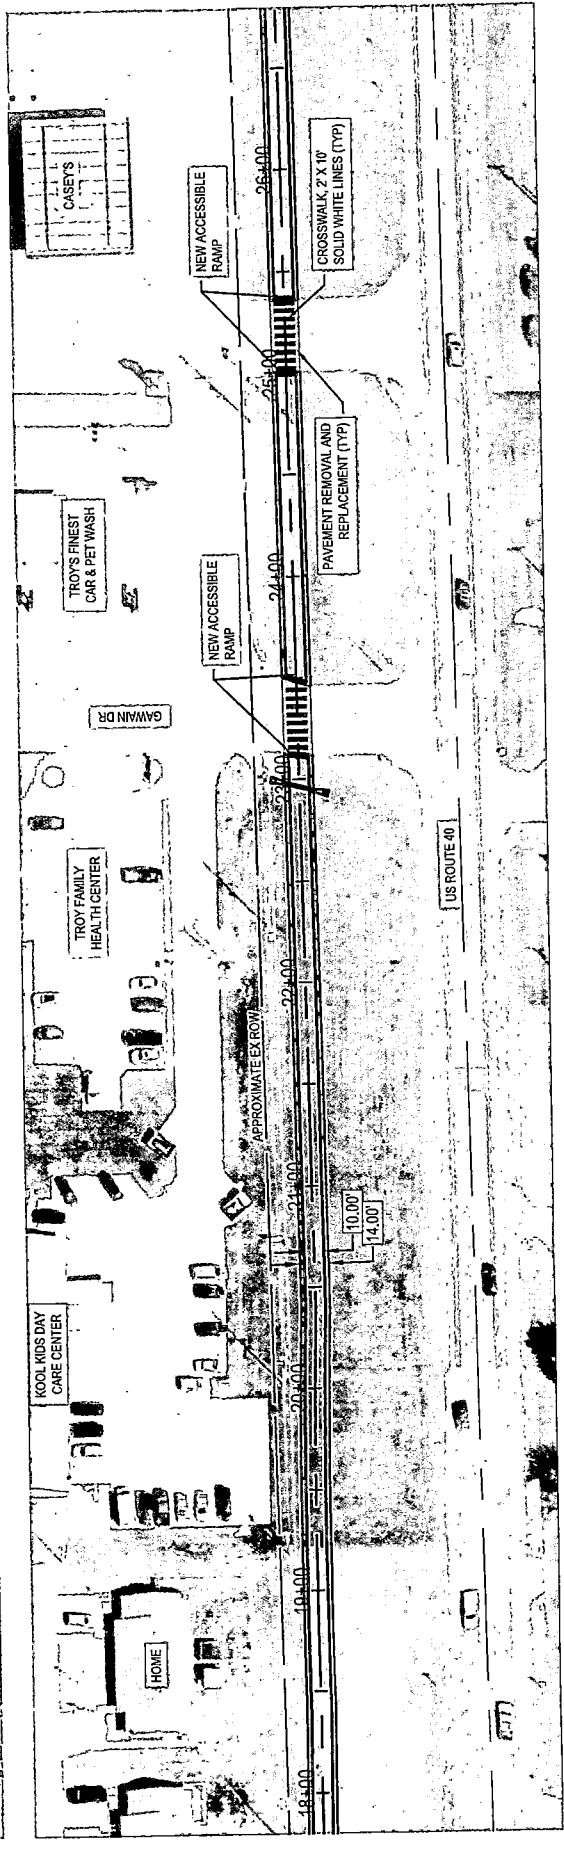 HOME
KOOL KIDS DAY
CARE CENTER
TROY FAMILY
HEALTH CENTER
GAWAIN DR
TROY'S FINEST
CAR & PET WASH
CASEY'S
NEW ACCESSIBLE
RAMP
NEW ACCESSIBLE
RAMP
APPROXIMATE EX ROW
18+00
19+00
20+00
21+00
22+00
23+00
24+00
25+00
26+00
10.00'
14.00'
PAVEMENT REMOVAL AND
REPLACEMENT (TYP)
CROSSWALK, 2' X 10'
SOLID WHITE LINES (TYP)
US ROUTE 40